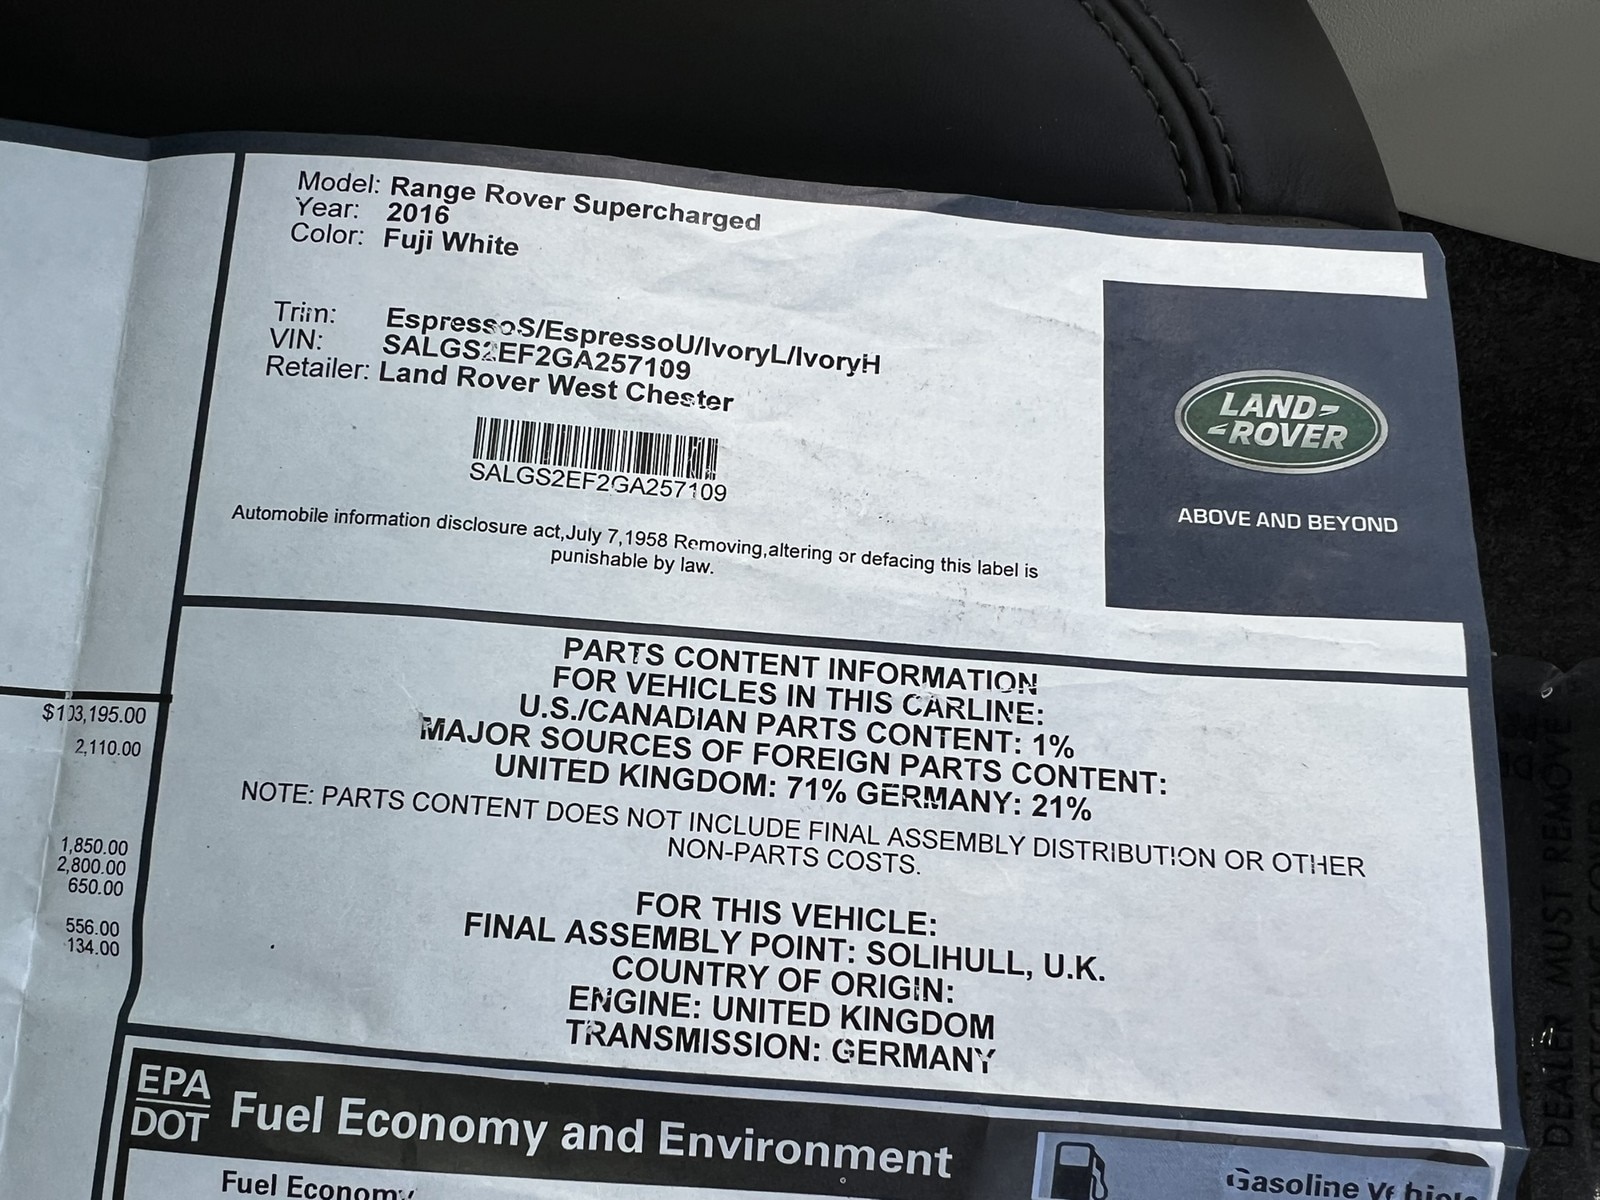 Model: Range Rover Supercharged
Year: 2016
Color: Fuji White
Trim: EspressoS/EspressoU/IvoryL/IvoryH
VIN: SALGS2EF2GA257109
Retailer: Land Rover West Chester
SALGS2EF2GA257109
Automobile information disclosure act,July 7,1958 Removing,altering or defacing this label is
punishable by law.
LAND
ROVER
ABOVE AND BEYOND
$103,195.00
2,110.00
1,850.00
2,800.00
650.00
556.00
134.00
PARTS CONTENT INFORMATION
FOR VEHICLES IN THIS CARLINE:
U.S./CANADIAN PARTS CONTENT: 1%
MAJOR SOURCES OF FOREIGN PARTS CONTENT:
UNITED KINGDOM: 71% GERMANY: 21%
NOTE: PARTS CONTENT DOES NOT INCLUDE FINAL ASSEMBLY DISTRIBUTION OR OTHER
NON-PARTS COSTS.
FOR THIS VEHICLE:
FINAL ASSEMBLY POINT: SOLIHULL, U.K.
COUNTRY OF ORIGIN:
ENGINE: UNITED KINGDOM
TRANSMISSION: GERMANY
EPA
DOT
Fuel Economy and Environment
Fuel Economy
Gasoline
DEALER MUST REMOVE